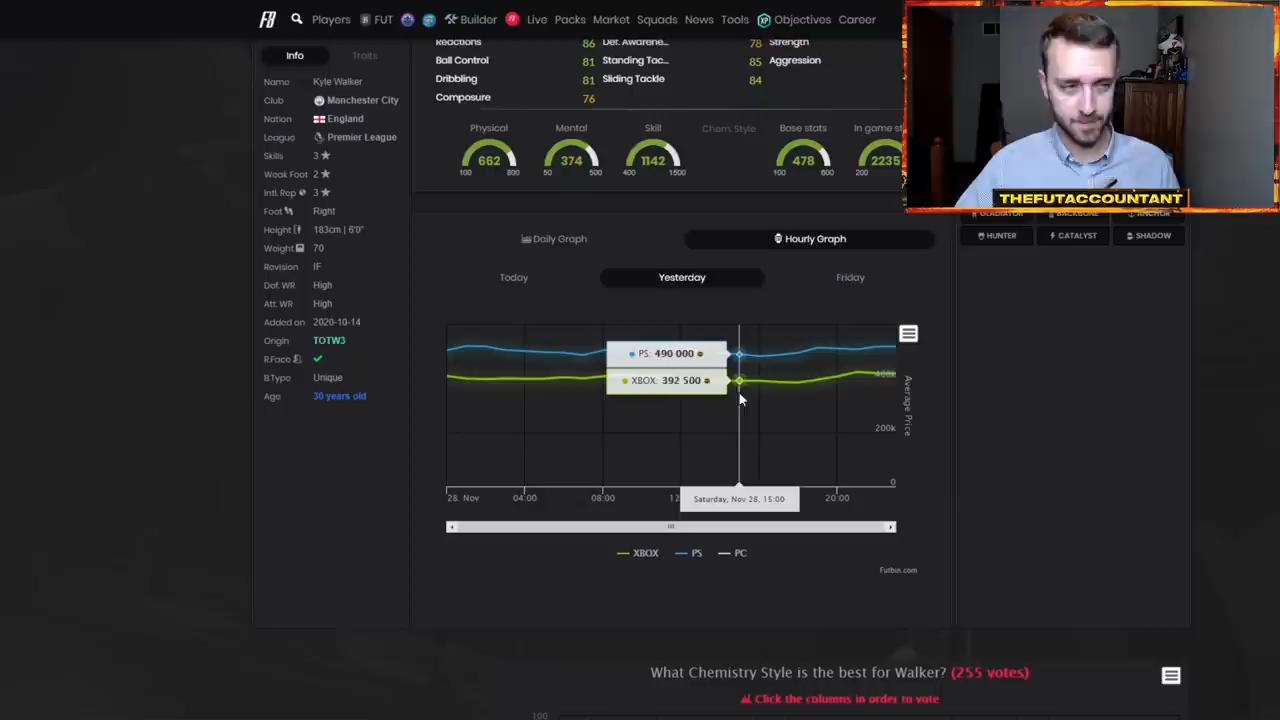 Players FUT Builder Live Packs Market Squads News Tools Objectives Career
Info Traits
Name Kyle Walker
Club Manchester City
Nation England
League Premier League
Skills 3
Weak Foot 2
Intl. Rep 3
Foot Right
Height 183cm | 6'0"
Weight 70
Revision IF
Def. WR High
Att. WR High
Added on 2020-10-14
Origin TOTW3
R.Face
B.Type Unique
Age 30 years old
Reactions 86 Def. Awarene... 78 Strength
Ball Control 81 Standing Tac... 85 Aggression
Dribbling 81 Sliding Tackle 84
Composure 76
Physical Mental Skill Chem. Style Base stats In game st
662 374 1142 478 2235
100 800 50 500 400 1500 100 600 200
THEFUTACCOUNTANT
GLADIATOR BACKBONE ANCHOR
HUNTER CATALYST SHADOW
Daily Graph Hourly Graph
Today Yesterday Friday
PS: 490 000
XBOX: 392 500
400k
200k
0
Average Price
28. Nov 04:00 08:00 12 Saturday, Nov 28, 15:00 20:00
XBOX PS PC
Futbin.com
What Chemistry Style is the best for Walker? (255 votes)
Click the columns in order to vote
100